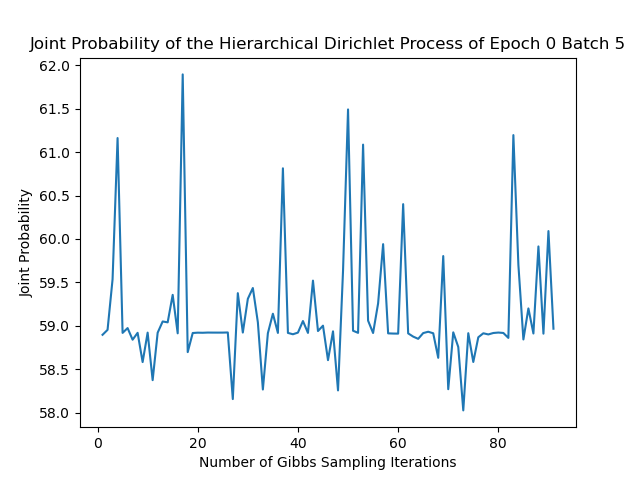 Joint Probability of the Hierarchical Dirichlet Process of Epoch 0 Batch 5
62.0
61.5
61.0
60.5
60.0
59.5
59.0
58.5
58.0
Joint Probability
0 20 40 60 80
Number of Gibbs Sampling Iterations